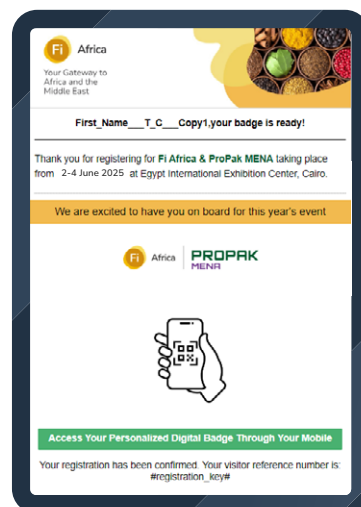 Fi Africa
Your Gateway to
Africa and the
Middle East
First_Name___T_C___Copy1,your badge is ready!
Thank you for registering for Fi Africa & ProPak MENA taking place
from 2-4 June 2025 at Egypt International Exhibition Center, Cairo.
We are excited to have you on board for this year's event
Fi Africa PROPAK
MENA
Access Your Personalized Digital Badge Through Your Mobile
Your registration has been confirmed. Your visitor reference number is:
#registration_key#